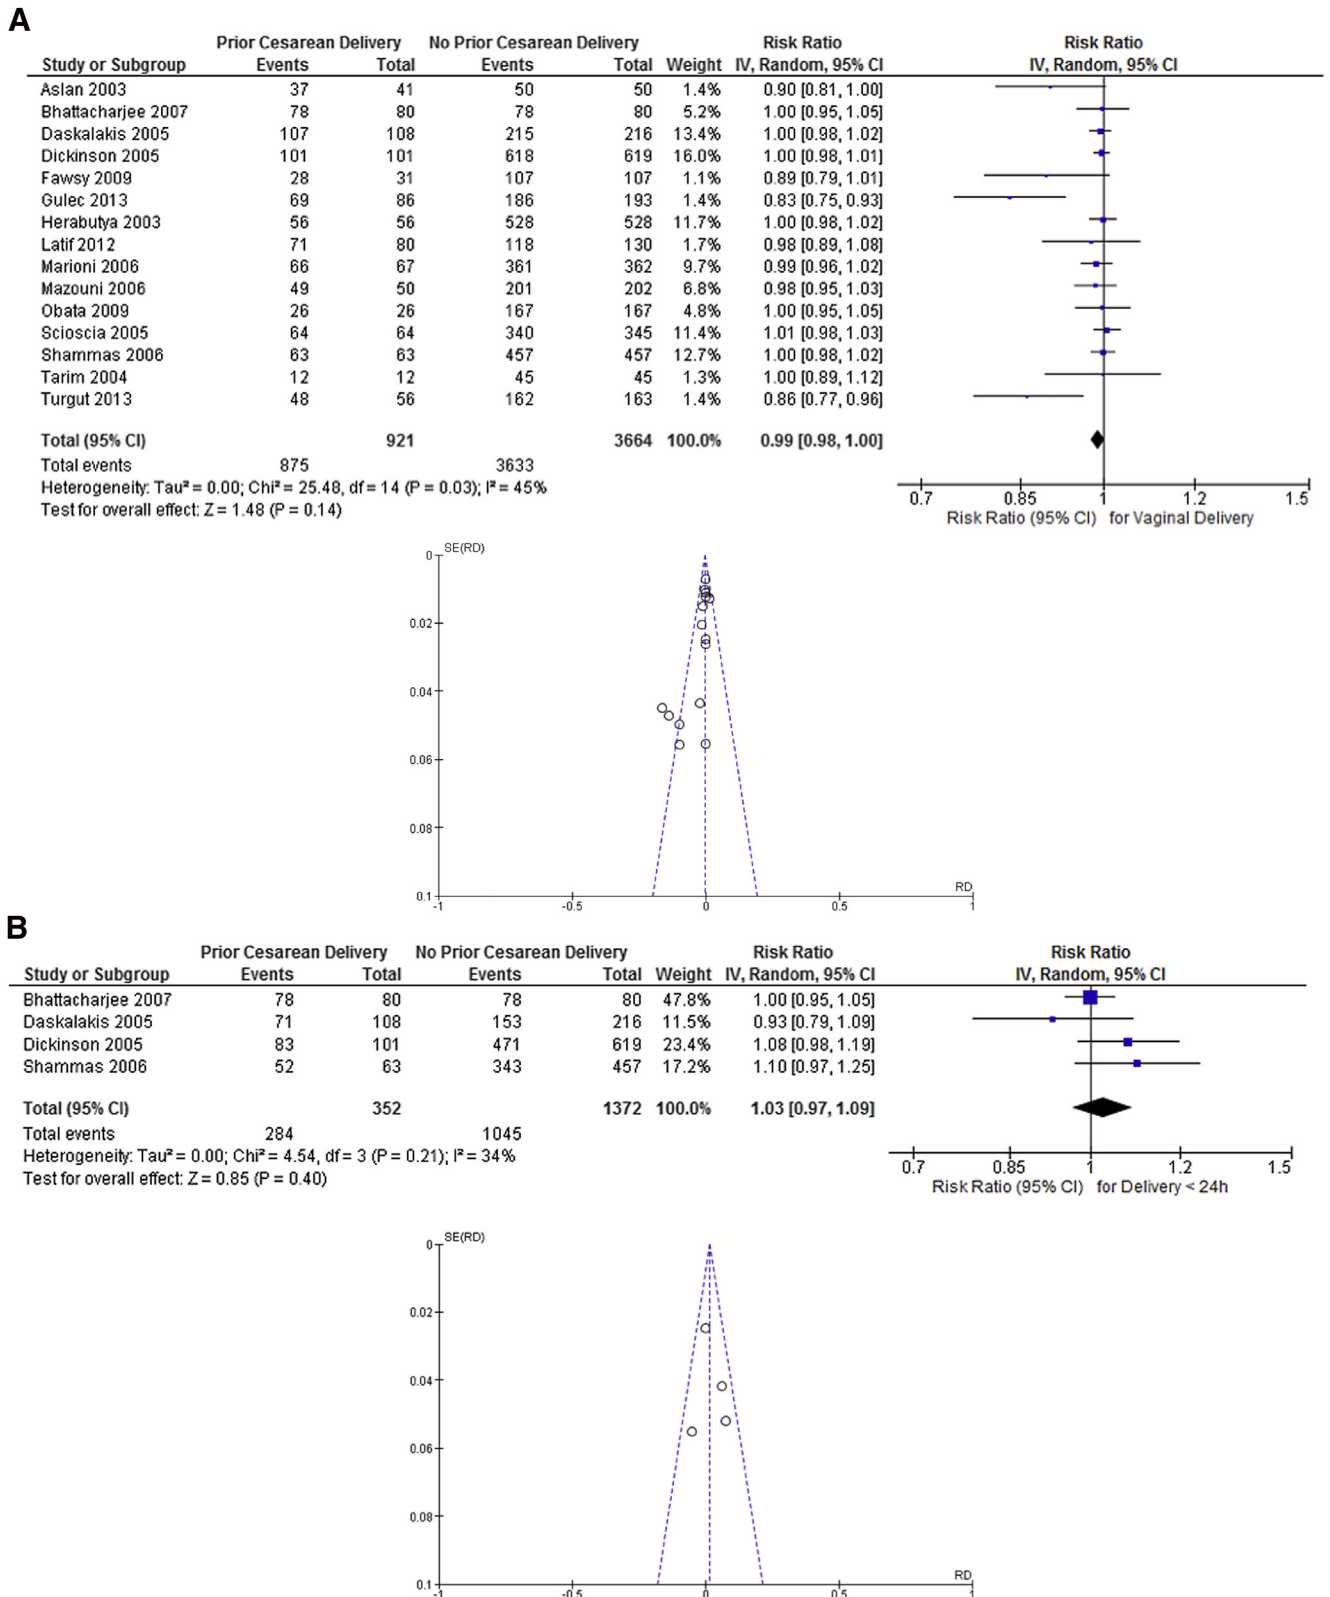 A
Prior Cesarean Delivery No Prior Cesarean Delivery Risk Ratio Risk Ratio
Study or Subgroup Events Total Events Total Weight IV, Random, 95% CI IV, Random, 95% CI
Aslan 2003 37 41 50 50 1.4% 0.90 [0.81, 1.00]
Bhattacharjee 2007 78 80 78 80 5.2% 1.00 [0.95, 1.05]
Daskalakis 2005 107 108 215 216 13.4% 1.00 [0.98, 1.02]
Dickinson 2005 101 101 618 619 16.0% 1.00 [0.98, 1.01]
Fawsy 2009 28 31 107 107 1.1% 0.89 [0.79, 1.01]
Gulec 2013 69 86 186 193 1.4% 0.83 [0.75, 0.93]
Herabutya 2003 56 56 528 528 11.7% 1.00 [0.98, 1.02]
Latif 2012 71 80 118 130 1.7% 0.98 [0.89, 1.08]
Marioni 2006 66 67 361 362 9.7% 0.99 [0.96, 1.02]
Mazouni 2006 49 50 201 202 6.8% 0.98 [0.95, 1.03]
Obata 2009 26 26 167 167 4.8% 1.00 [0.95, 1.05]
Scioscia 2005 64 64 340 345 11.4% 1.01 [0.98, 1.03]
Shammas 2006 63 63 457 457 12.7% 1.00 [0.98, 1.02]
Tarim 2004 12 12 45 45 1.3% 1.00 [0.89, 1.12]
Turgut 2013 48 56 162 163 1.4% 0.86 [0.77, 0.96]
Total (95% CI) 921 3664 100.0% 0.99 [0.98, 1.00]
Total events 875 3633
Heterogeneity: Tau² = 0.00; Chi² = 25.48, df = 14 (P = 0.03); I² = 45%
Test for overall effect: Z = 1.48 (P = 0.14)
0.7 0.85 1 1.2 1.5
Risk Ratio (95% CI) for Vaginal Delivery
0 SE(RD)
0.02
0.04
0.06
0.08
0.1
RD
-1 -0.5 0 0.5 1
B
Prior Cesarean Delivery No Prior Cesarean Delivery Risk Ratio Risk Ratio
Study or Subgroup Events Total Events Total Weight IV, Random, 95% CI IV, Random, 95% CI
Bhattacharjee 2007 78 80 78 80 47.8% 1.00 [0.95, 1.05]
Daskalakis 2005 71 108 153 216 11.5% 0.93 [0.79, 1.09]
Dickinson 2005 83 101 471 619 23.4% 1.08 [0.98, 1.19]
Shammas 2006 52 63 343 457 17.2% 1.10 [0.97, 1.25]
Total (95% CI) 352 1372 100.0% 1.03 [0.97, 1.09]
Total events 284 1045
Heterogeneity: Tau² = 0.00; Chi² = 4.54, df = 3 (P = 0.21); I² = 34%
Test for overall effect: Z = 0.85 (P = 0.40)
0.7 0.85 1 1.2 1.5
Risk Ratio (95% CI) for Delivery < 24h
0 SE(RD)
0.02
0.04
0.06
0.08
0.1
RD
-1 -0.5 0 0.5 1